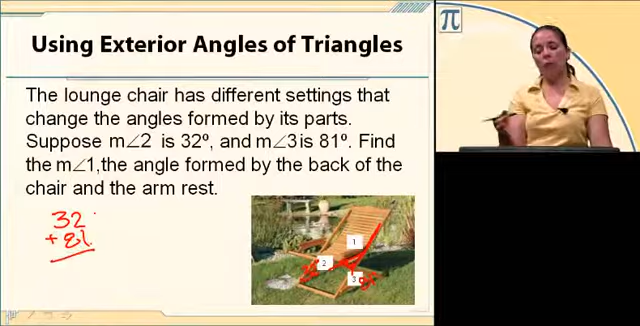 Using Exterior Angles of Triangles
π
The lounge chair has different settings that
change the angles formed by its parts.
Suppose m∠2 is 32º, and m∠3 is 81º. Find
the m∠1,the angle formed by the back of the
chair and the arm rest.
32
+ 81
1
2
3